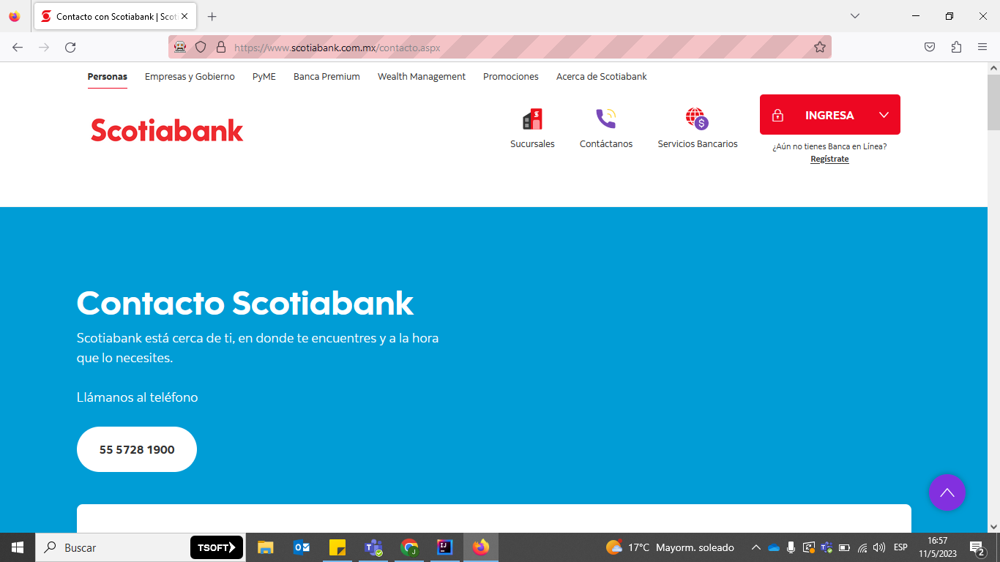 Contacto con Scotiabank | Scoti
https://www.scotiabank.com.mx/contacto.aspx
Personas Empresas y Gobierno PyME Banca Premium Wealth Management Promociones Acerca de Scotiabank
Scotiabank
Sucursales
Contáctanos
Servicios Bancarios
$
INGRESA
¿Aún no tienes Banca en Línea?
Regístrate
Contacto Scotiabank
Scotiabank está cerca de ti, en donde te encuentres y a la hora
que lo necesites.
Llámanos al teléfono
55 5728 1900
Buscar
TSOFT
IJ
17°C Mayorm. soleado
ESP
16:57
11/5/2023
2